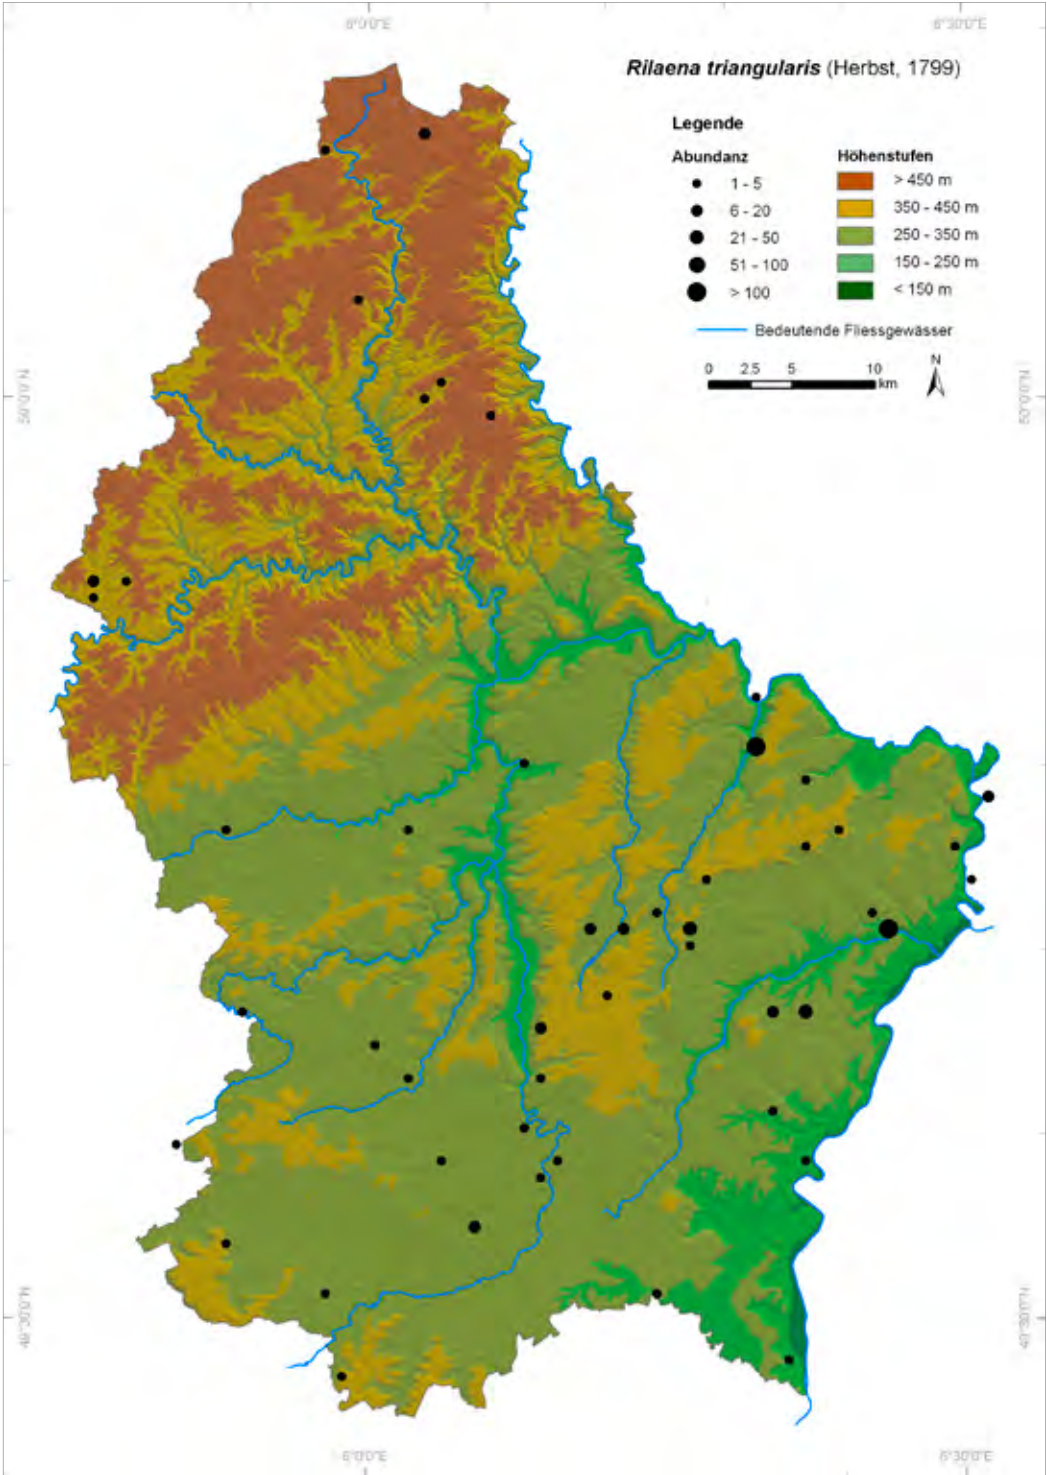 6°0'0"E
6°30'0"E
Rilaena triangularis (Herbst, 1799)
Legende
Abundanz
1 - 5
6 - 20
21 - 50
51 - 100
> 100
Höhenstufen
> 450 m
350 - 450 m
250 - 350 m
150 - 250 m
< 150 m
Bedeutende Fliessgewässer
0 2.5 5 10
km
N
50°0'0"N
50°0'0"N
49°30'0"N
49°30'0"N
6°0'0"E
6°30'0"E